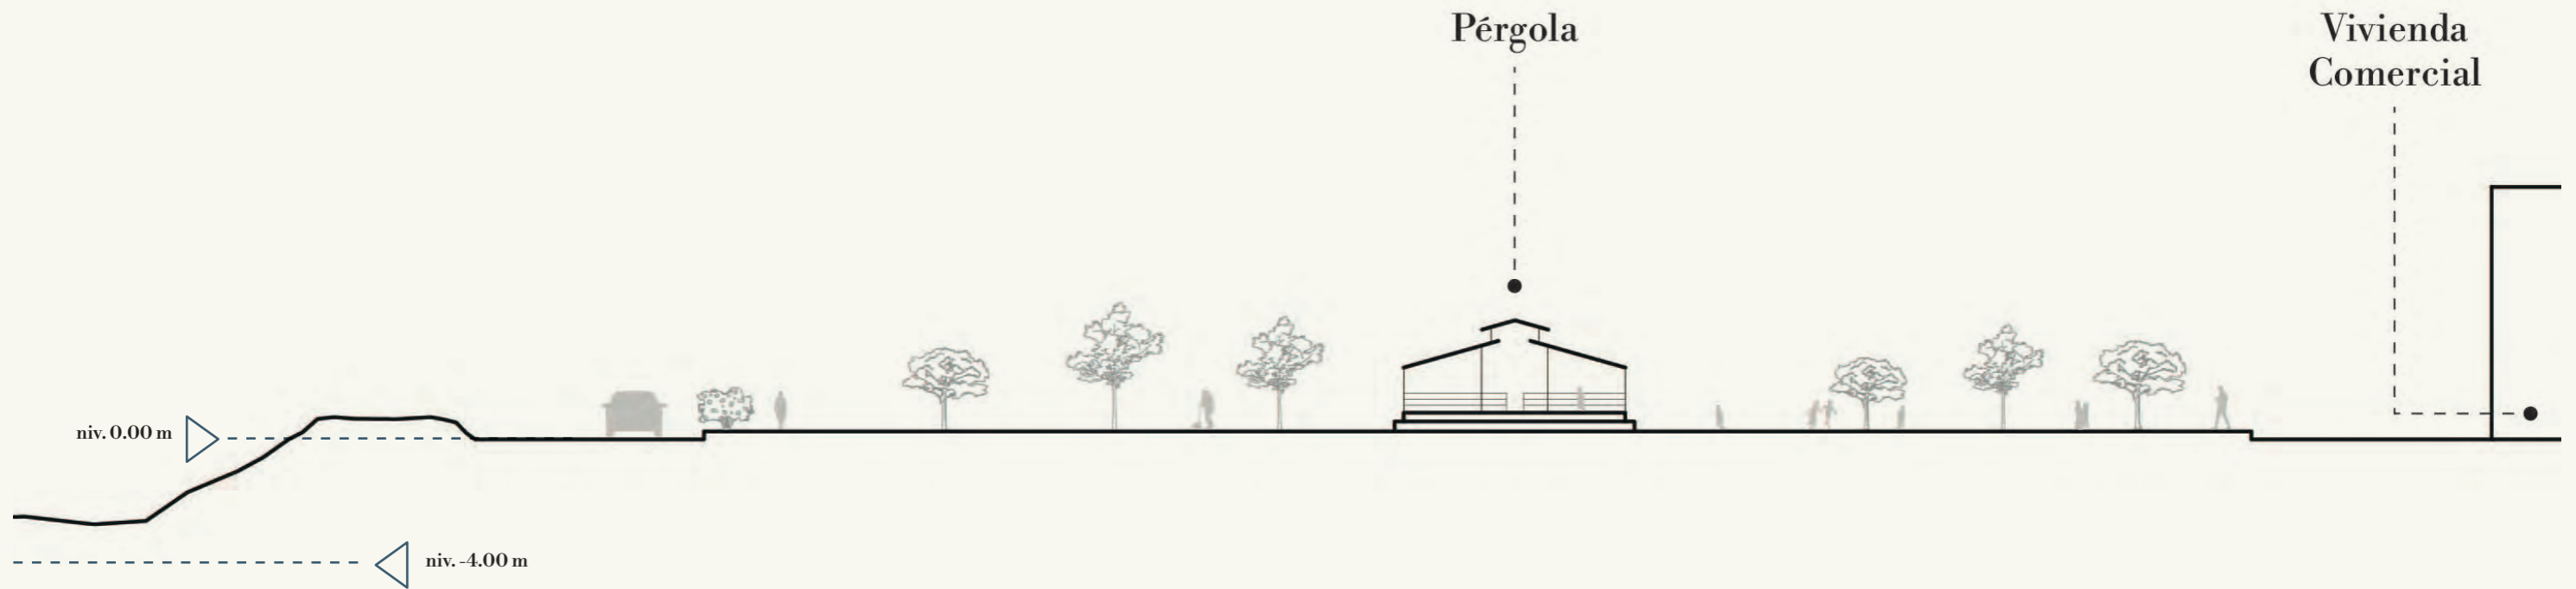 Pérgola
Vivienda
Comercial
niv. 0.00 m
niv. -4.00 m